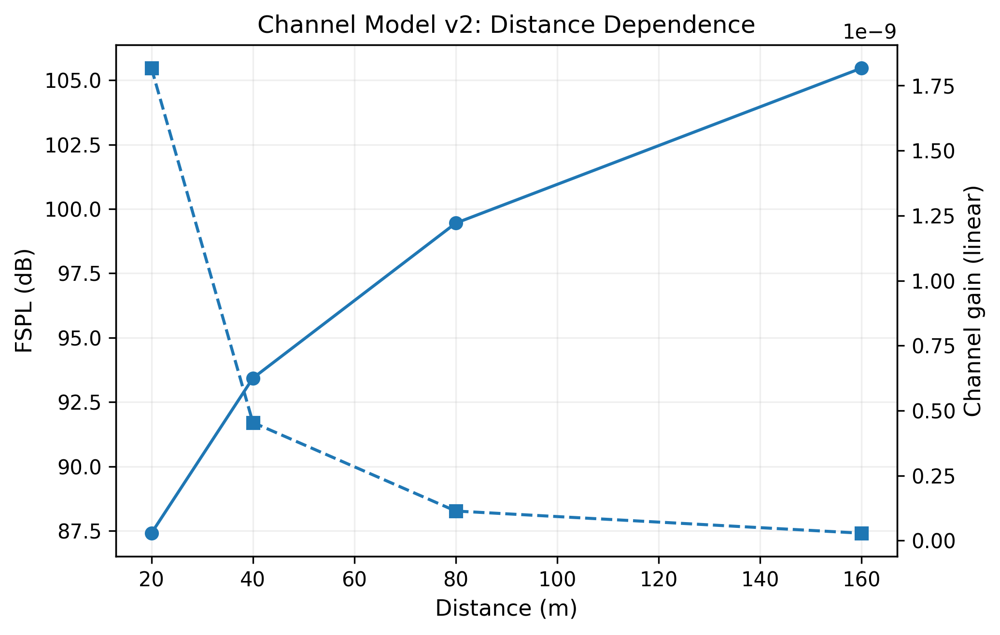 Channel Model v2: Distance Dependence
1e−9
105.0
102.5
100.0
97.5
95.0
92.5
90.0
87.5
FSPL (dB)
1.75
1.50
1.25
1.00
0.75
0.50
0.25
0.00
Channel gain (linear)
20 40 60 80 100 120 140 160
Distance (m)